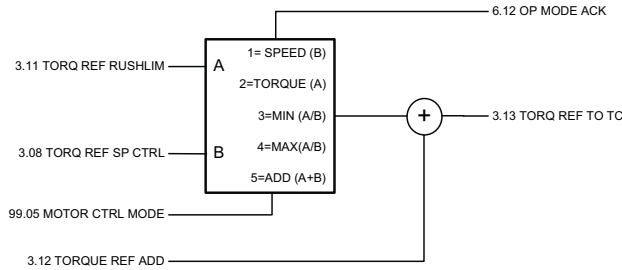 6.12 OP MODE ACK
1= SPEED (B)
3.11 TORQ REF RUSHLIM
A
2=TORQUE (A)
3=MIN (A/B)
+
3.13 TORQ REF TO TC
4=MAX(A/B)
3.08 TORQ REF SP CTRL
B
5=ADD (A+B)
99.05 MOTOR CTRL MODE
3.12 TORQUE REF ADD